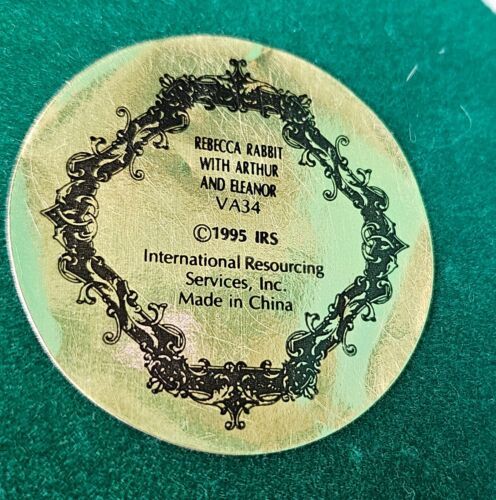 REBECCA RABBIT
WITH ARTHUR
AND ELEANOR
VA34
©1995 IRS
International Resourcing
Services, Inc.
Made in China